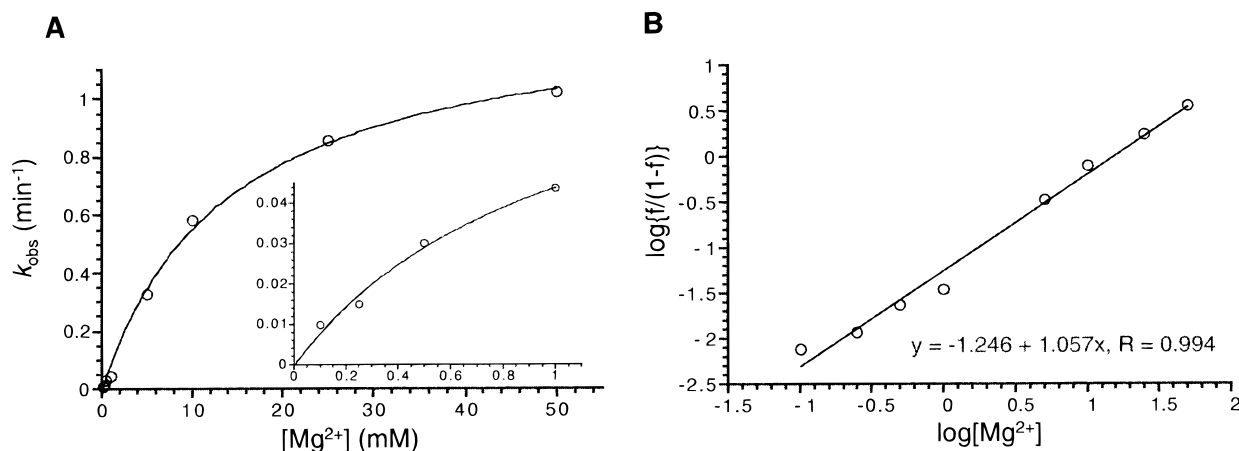 A
k_obs (min⁻¹)
1
0.8
0.6
0.4
0.2
0
0 10 20 30 40 50
[Mg²⁺] (mM)
0.04
0.03
0.02
0.01
0
0 0.2 0.4 0.6 0.8 1
B
log{f/(1-f)}
1
0.5
0
-0.5
-1
-1.5
-2
-2.5
y = -1.246 + 1.057x, R = 0.994
-1.5 -1 -0.5 0 0.5 1 1.5 2
log[Mg²⁺]